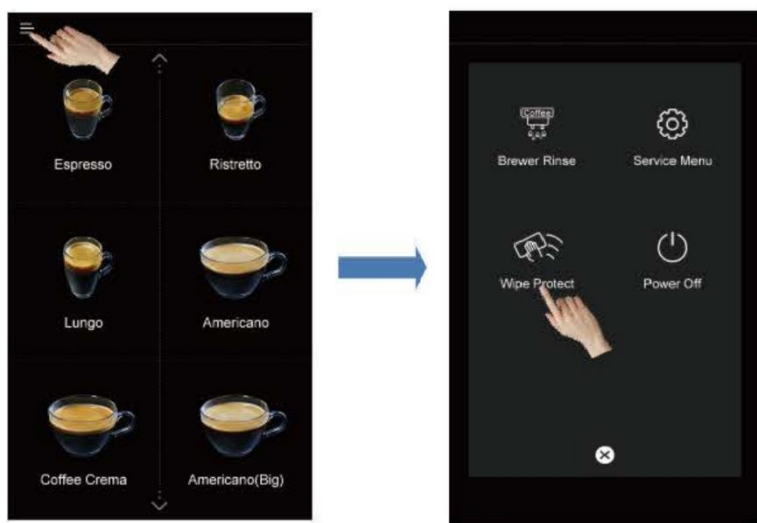 Espresso
Ristretto
Lungo
Americano
Coffee Crema
Americano(Big)
Coffee
Brewer Rinse
Service Menu
Wipe Protect
Power Off